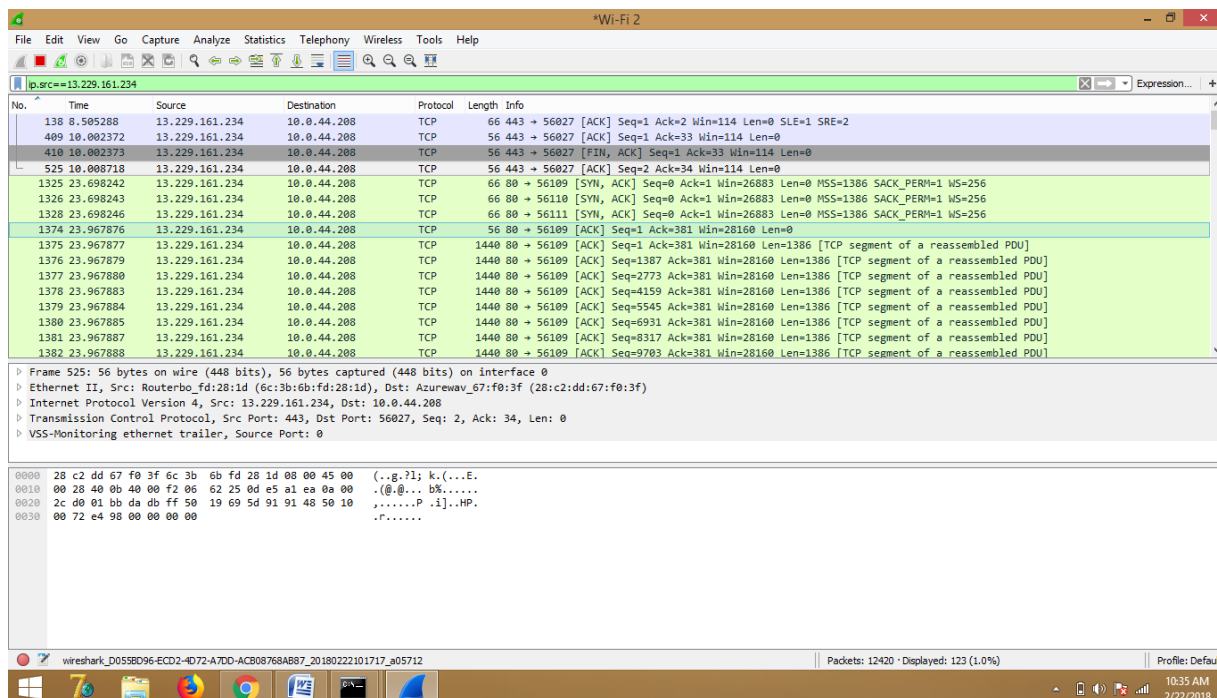 *Wi-Fi 2
File Edit View Go Capture Analyze Statistics Telephony Wireless Tools Help
ip.src==13.229.161.234 Expression... +
No. Time Source Destination Protocol Length Info
138 8.505288 13.229.161.234 10.0.44.208 TCP 66 443 → 56027 [ACK] Seq=1 Ack=2 Win=114 Len=0 SLE=1 SRE=2
409 10.002372 13.229.161.234 10.0.44.208 TCP 56 443 → 56027 [ACK] Seq=1 Ack=33 Win=114 Len=0
410 10.002373 13.229.161.234 10.0.44.208 TCP 56 443 → 56027 [FIN, ACK] Seq=1 Ack=33 Win=114 Len=0
525 10.008718 13.229.161.234 10.0.44.208 TCP 56 443 → 56027 [ACK] Seq=2 Ack=34 Win=114 Len=0
1325 23.698242 13.229.161.234 10.0.44.208 TCP 66 80 → 56109 [SYN, ACK] Seq=0 Ack=1 Win=26883 Len=0 MSS=1386 SACK_PERM=1 WS=256
1326 23.698243 13.229.161.234 10.0.44.208 TCP 66 80 → 56110 [SYN, ACK] Seq=0 Ack=1 Win=26883 Len=0 MSS=1386 SACK_PERM=1 WS=256
1328 23.698246 13.229.161.234 10.0.44.208 TCP 66 80 → 56111 [SYN, ACK] Seq=0 Ack=1 Win=26883 Len=0 MSS=1386 SACK_PERM=1 WS=256
1374 23.967876 13.229.161.234 10.0.44.208 TCP 56 80 → 56109 [ACK] Seq=1 Ack=381 Win=28160 Len=0
1375 23.967877 13.229.161.234 10.0.44.208 TCP 1440 80 → 56109 [ACK] Seq=1 Ack=381 Win=28160 Len=1386 [TCP segment of a reassembled PDU]
1376 23.967879 13.229.161.234 10.0.44.208 TCP 1440 80 → 56109 [ACK] Seq=1387 Ack=381 Win=28160 Len=1386 [TCP segment of a reassembled PDU]
1377 23.967880 13.229.161.234 10.0.44.208 TCP 1440 80 → 56109 [ACK] Seq=2773 Ack=381 Win=28160 Len=1386 [TCP segment of a reassembled PDU]
1378 23.967883 13.229.161.234 10.0.44.208 TCP 1440 80 → 56109 [ACK] Seq=4159 Ack=381 Win=28160 Len=1386 [TCP segment of a reassembled PDU]
1379 23.967884 13.229.161.234 10.0.44.208 TCP 1440 80 → 56109 [ACK] Seq=5545 Ack=381 Win=28160 Len=1386 [TCP segment of a reassembled PDU]
1380 23.967885 13.229.161.234 10.0.44.208 TCP 1440 80 → 56109 [ACK] Seq=6931 Ack=381 Win=28160 Len=1386 [TCP segment of a reassembled PDU]
1381 23.967887 13.229.161.234 10.0.44.208 TCP 1440 80 → 56109 [ACK] Seq=8317 Ack=381 Win=28160 Len=1386 [TCP segment of a reassembled PDU]
1382 23.967888 13.229.161.234 10.0.44.208 TCP 1440 80 → 56109 [ACK] Seq=9703 Ack=381 Win=28160 Len=1386 [TCP segment of a reassembled PDU]
Frame 525: 56 bytes on wire (448 bits), 56 bytes captured (448 bits) on interface 0
Ethernet II, Src: Routerbo_fd:28:1d (6c:3b:6b:fd:28:1d), Dst: Azurewav_67:f0:3f (28:c2:dd:67:f0:3f)
Internet Protocol Version 4, Src: 13.229.161.234, Dst: 10.0.44.208
Transmission Control Protocol, Src Port: 443, Dst Port: 56027, Seq: 2, Ack: 34, Len: 0
VSS-Monitoring ethernet trailer, Source Port: 0
0000 28 c2 dd 67 f0 3f 6c 3b 6b fd 28 1d 08 00 45 00 (..g.?l; k.(...E.
0010 00 28 40 0b 40 00 f2 06 62 25 0d e5 a1 ea 0a 00 .(@.@... b%......
0020 2c d0 01 bb da db ff 50 19 69 5d 91 91 48 50 10 ,......P .i]..HP.
0030 00 72 e4 98 00 00 00 00 .r......
wireshark_D055BD96-ECD2-4D72-A7DD-ACB08768AB87_20180222101717_a05712 Packets: 12420 · Displayed: 123 (1.0%) Profile: Defau
10:35 AM
2/22/2018